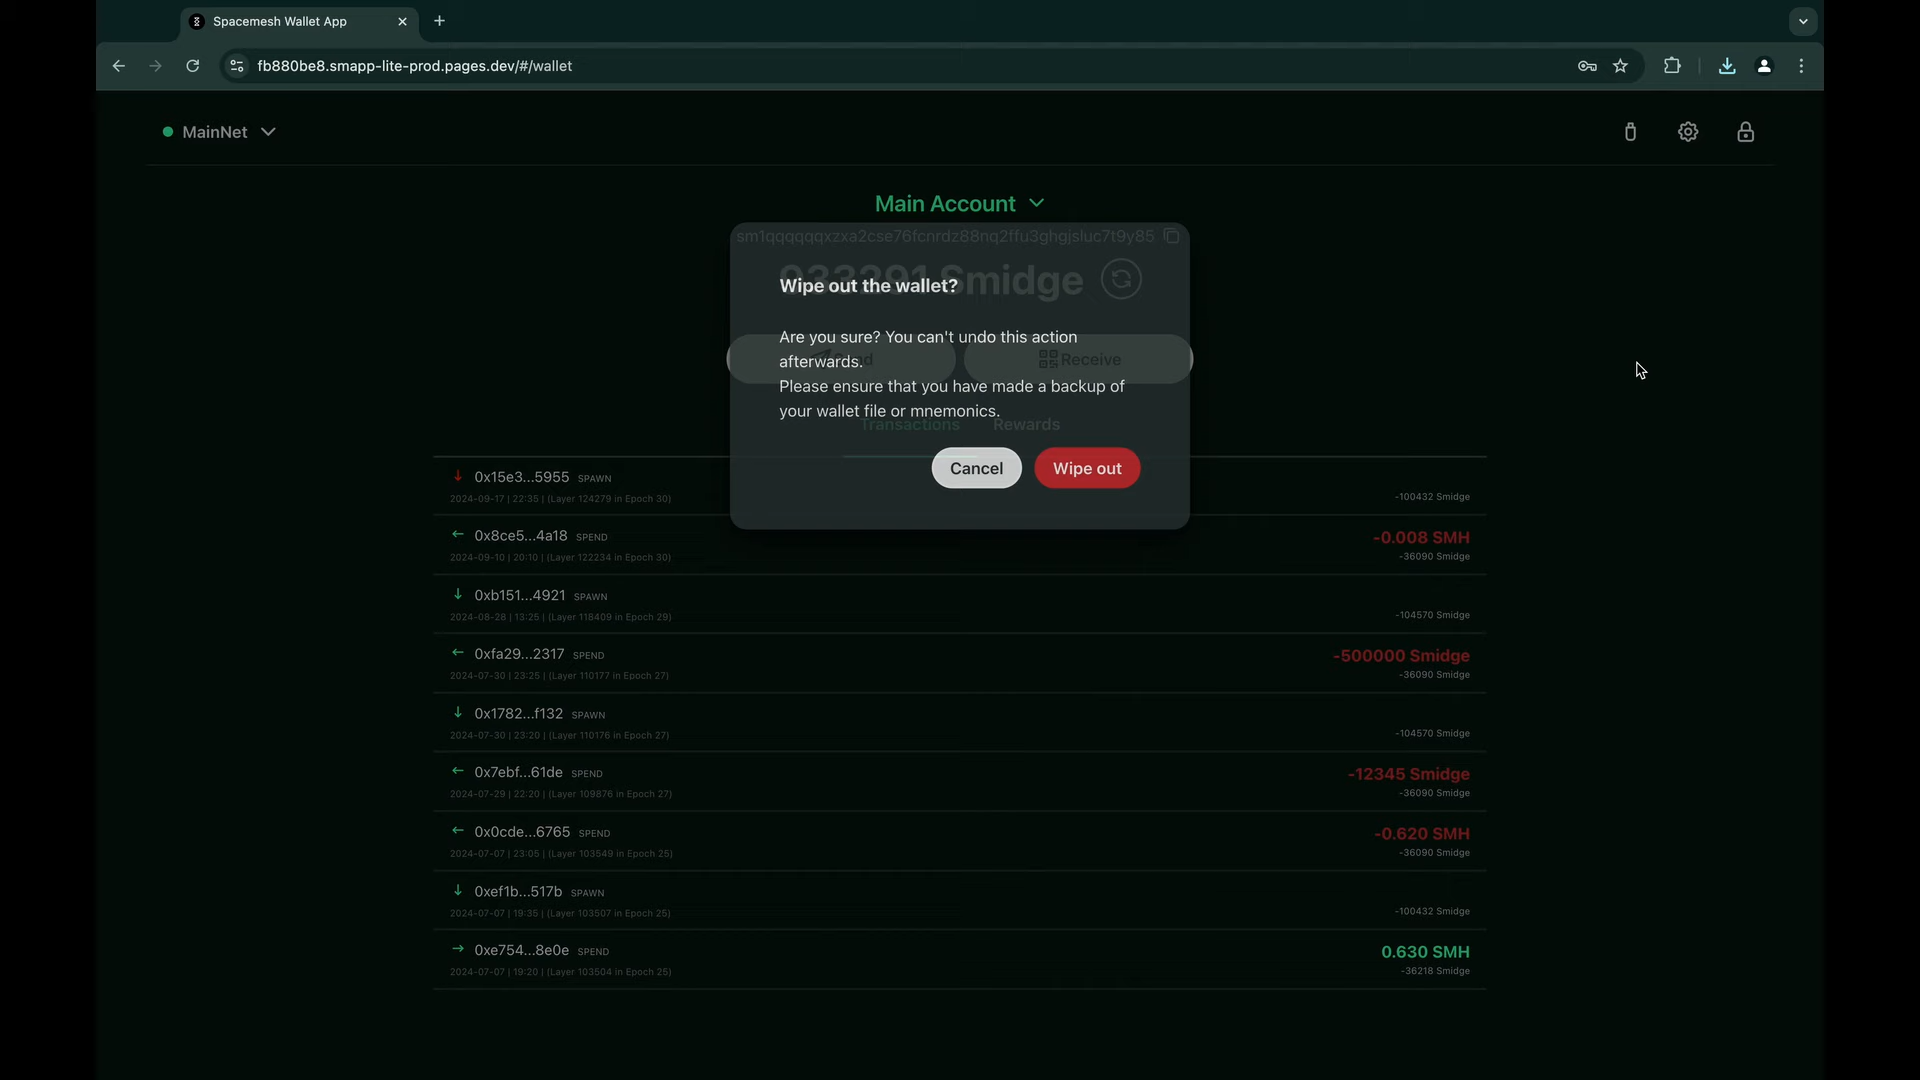 Spacemesh Wallet App
fb880be8.smapp-lite-prod.pages.dev/#/wallet
MainNet
Main Account
sm1qqqqqqxzxa2cse76fcnrdz88nq2ffu3ghgjsluc7t9y85
Smidge
Wipe out the wallet?
Are you sure? You can't undo this action
afterwards.
Receive
Please ensure that you have made a backup of
your wallet file or mnemonics.
Transactions Rewards
Cancel Wipe out
0x15e3...5955 SPAWN
2024-09-17 | 22:35 | (Layer 124279 in Epoch 30) -100432 Smidge
0x8ce5...4a18 SPEND -0.008 SMH
2024-09-10 | 20:10 | (Layer 122234 in Epoch 30) -36090 Smidge
0xb151...4921 SPAWN
2024-08-28 | 13:25 | (Layer 118409 in Epoch 29) -104570 Smidge
0xfa29...2317 SPEND -500000 Smidge
2024-07-30 | 23:25 | (Layer 110177 in Epoch 27) -36090 Smidge
0x1782...f132 SPAWN
2024-07-30 | 23:20 | (Layer 110176 in Epoch 27) -104570 Smidge
0x7ebf...61de SPEND -12345 Smidge
2024-07-29 | 22:20 | (Layer 109876 in Epoch 27) -36090 Smidge
0x0cde...6765 SPEND -0.620 SMH
2024-07-07 | 23:05 | (Layer 103549 in Epoch 25) -36090 Smidge
0xef1b...517b SPAWN
2024-07-07 | 19:35 | (Layer 103507 in Epoch 25) -100432 Smidge
0xe754...8e0e SPEND 0.630 SMH
2024-07-07 | 19:20 | (Layer 103504 in Epoch 25) -36218 Smidge